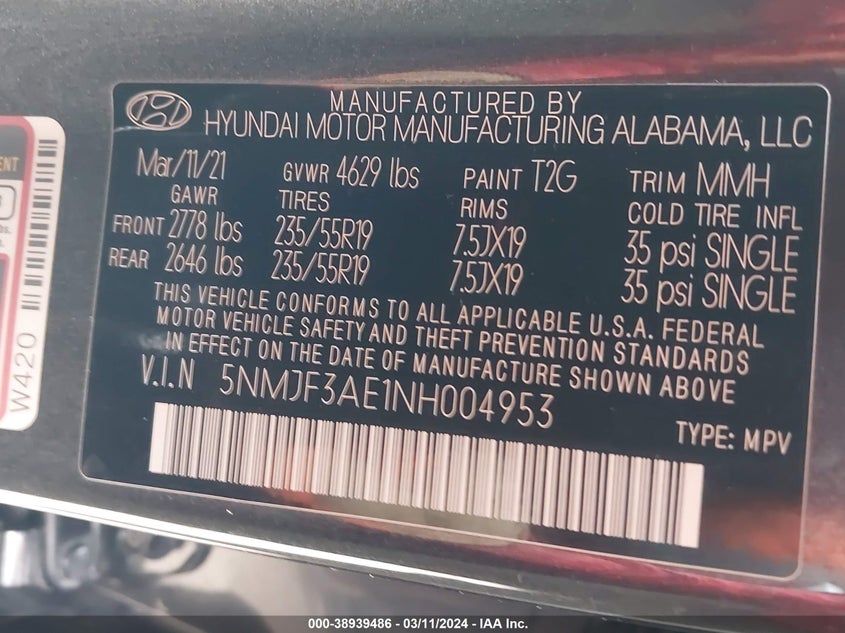 MANUFACTURED BY
HYUNDAI MOTOR MANUFACTURING ALABAMA, LLC
Mar/11/21 GVWR 4629 lbs PAINT T2G TRIM MMH
GAWR TIRES RIMS COLD TIRE INFL
FRONT 2778 lbs 235/55R19 7.5JX19 35 psi SINGLE
REAR 2646 lbs 235/55R19 7.5JX19 35 psi SINGLE
THIS VEHICLE CONFORMS TO ALL APPLICABLE U.S.A. FEDERAL
MOTOR VEHICLE SAFETY AND THEFT PREVENTION STANDARDS
IN EFFECT ON THE DATE OF MANUFACTURE SHOWN ABOVE
V.I.N 5NMJF3AE1NH004953
TYPE: MPV
W420
000-38939486 - 03/11/2024 - IAA Inc.